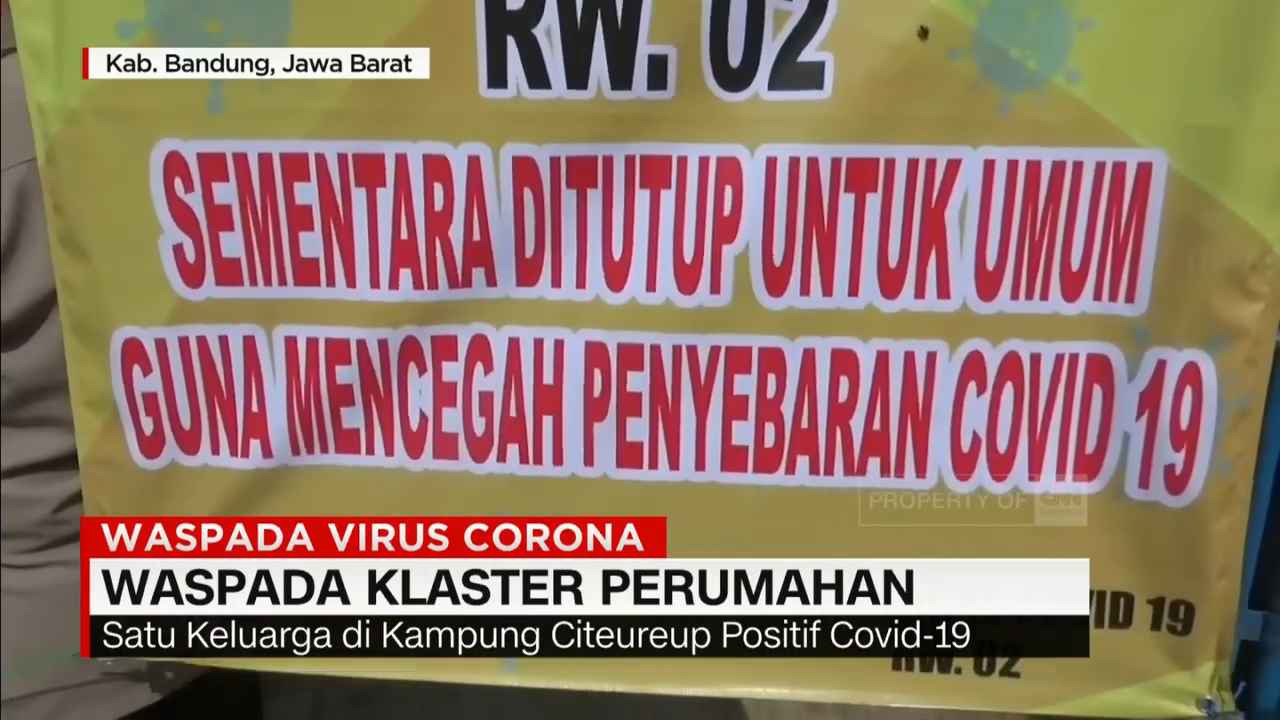 RW. 02
Kab. Bandung, Jawa Barat
SEMENTARA DITUTUP UNTUK UMUM
GUNA MENCEGAH PENYEBARAN COVID 19
PROPERTY OF CNN
WASPADA VIRUS CORONA
WASPADA KLASTER PERUMAHAN
Satu Keluarga di Kampung Citeureup Positif Covid-19
19
RW. 02